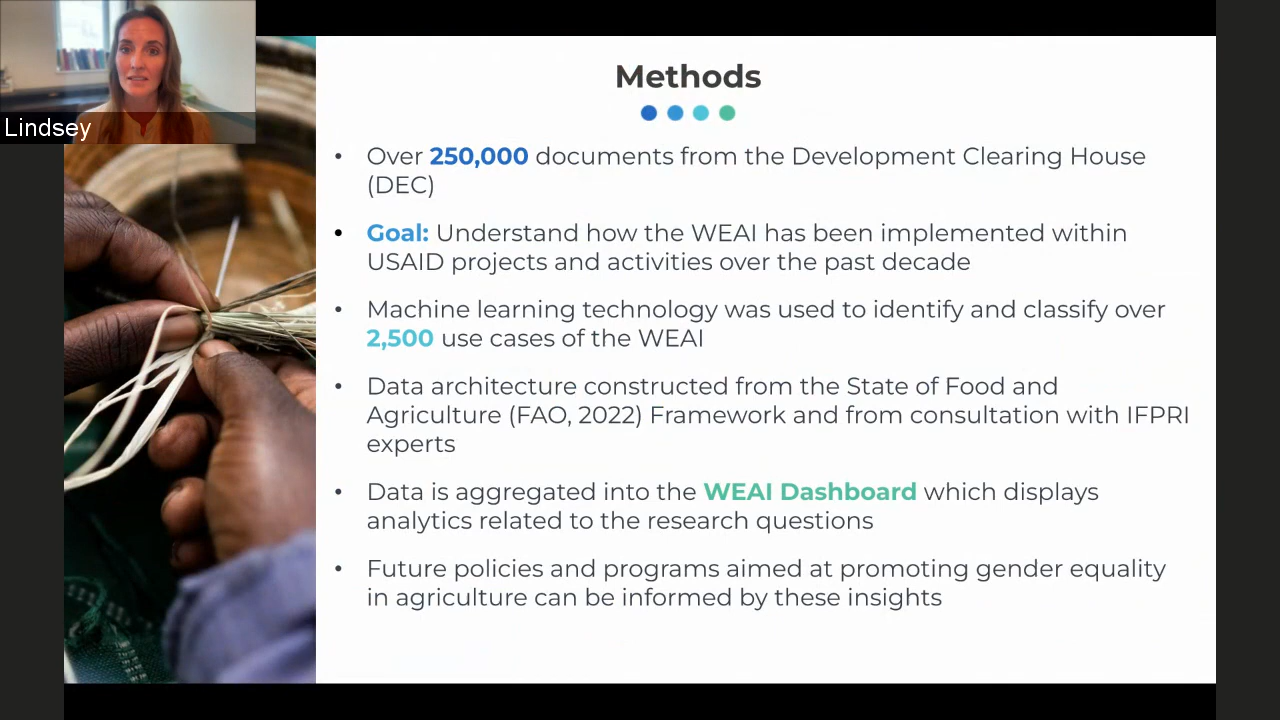 Lindsey
Methods
• Over 250,000 documents from the Development Clearing House
(DEC)
• Goal: Understand how the WEAI has been implemented within
USAID projects and activities over the past decade
• Machine learning technology was used to identify and classify over
2,500 use cases of the WEAI
• Data architecture constructed from the State of Food and
Agriculture (FAO, 2022) Framework and from consultation with IFPRI
experts
• Data is aggregated into the WEAI Dashboard which displays
analytics related to the research questions
• Future policies and programs aimed at promoting gender equality
in agriculture can be informed by these insights